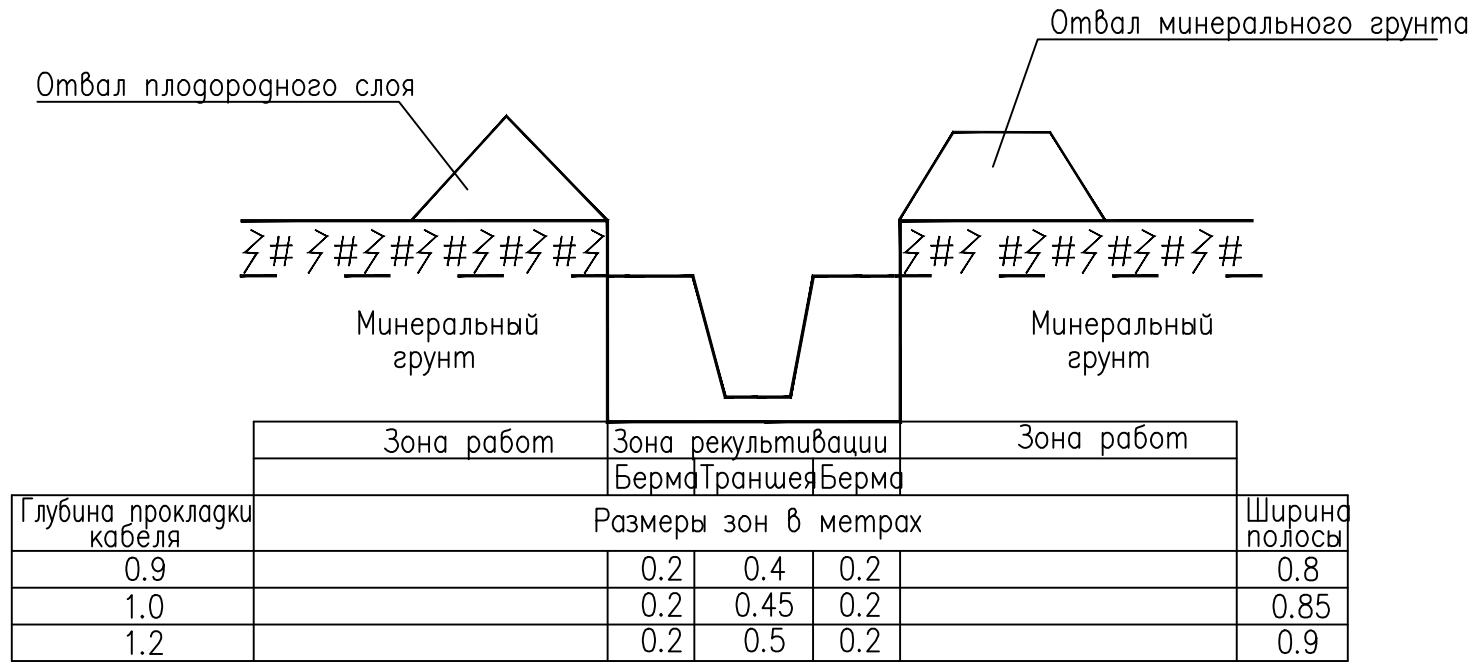 Отвал минерального грунта
Отвал плодородного слоя
Минеральный
грунт
Минеральный
грунт
Зона работ
Зона рекультивации
Зона работ
Берма
Траншея
Берма
Глубина прокладки
кабеля
Размеры зон в метрах
Ширина
полосы
0.9 0.2 0.4 0.2 0.8
1.0 0.2 0.45 0.2 0.85
1.2 0.2 0.5 0.2 0.9